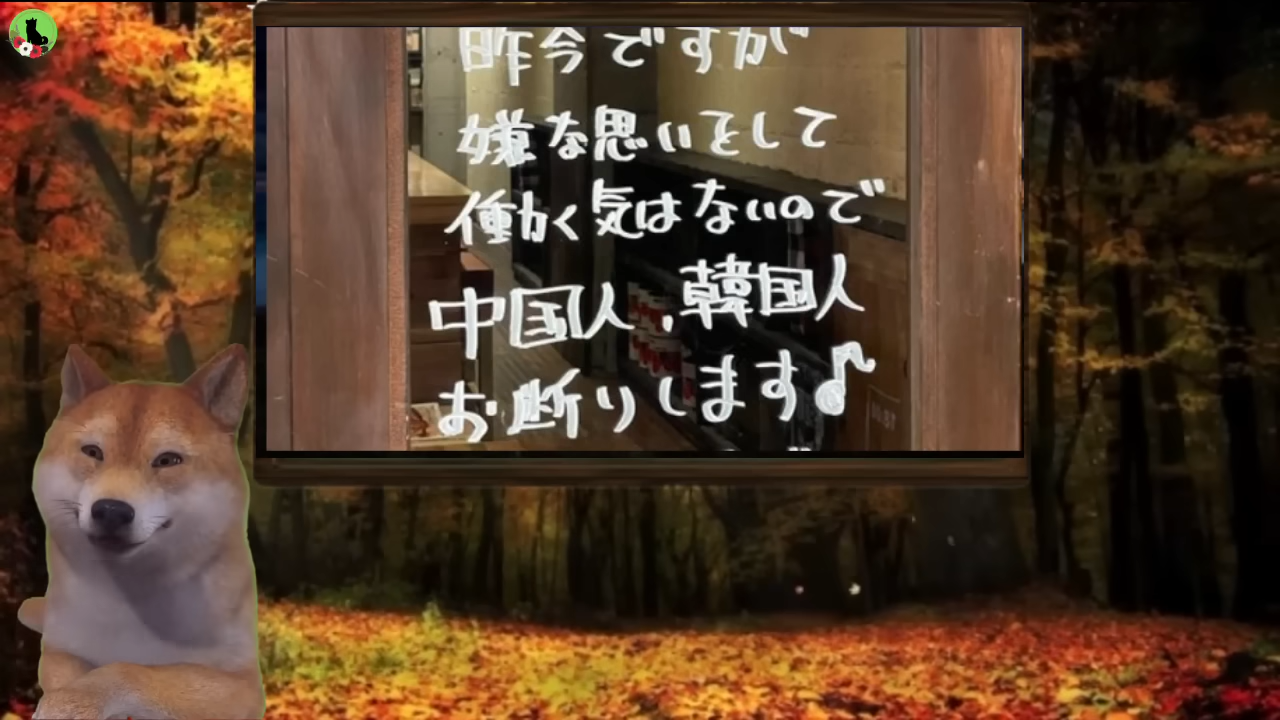 昨今ですが
嫌な思いをして
働く気はないので
中国人、韓国人
お断りします♪